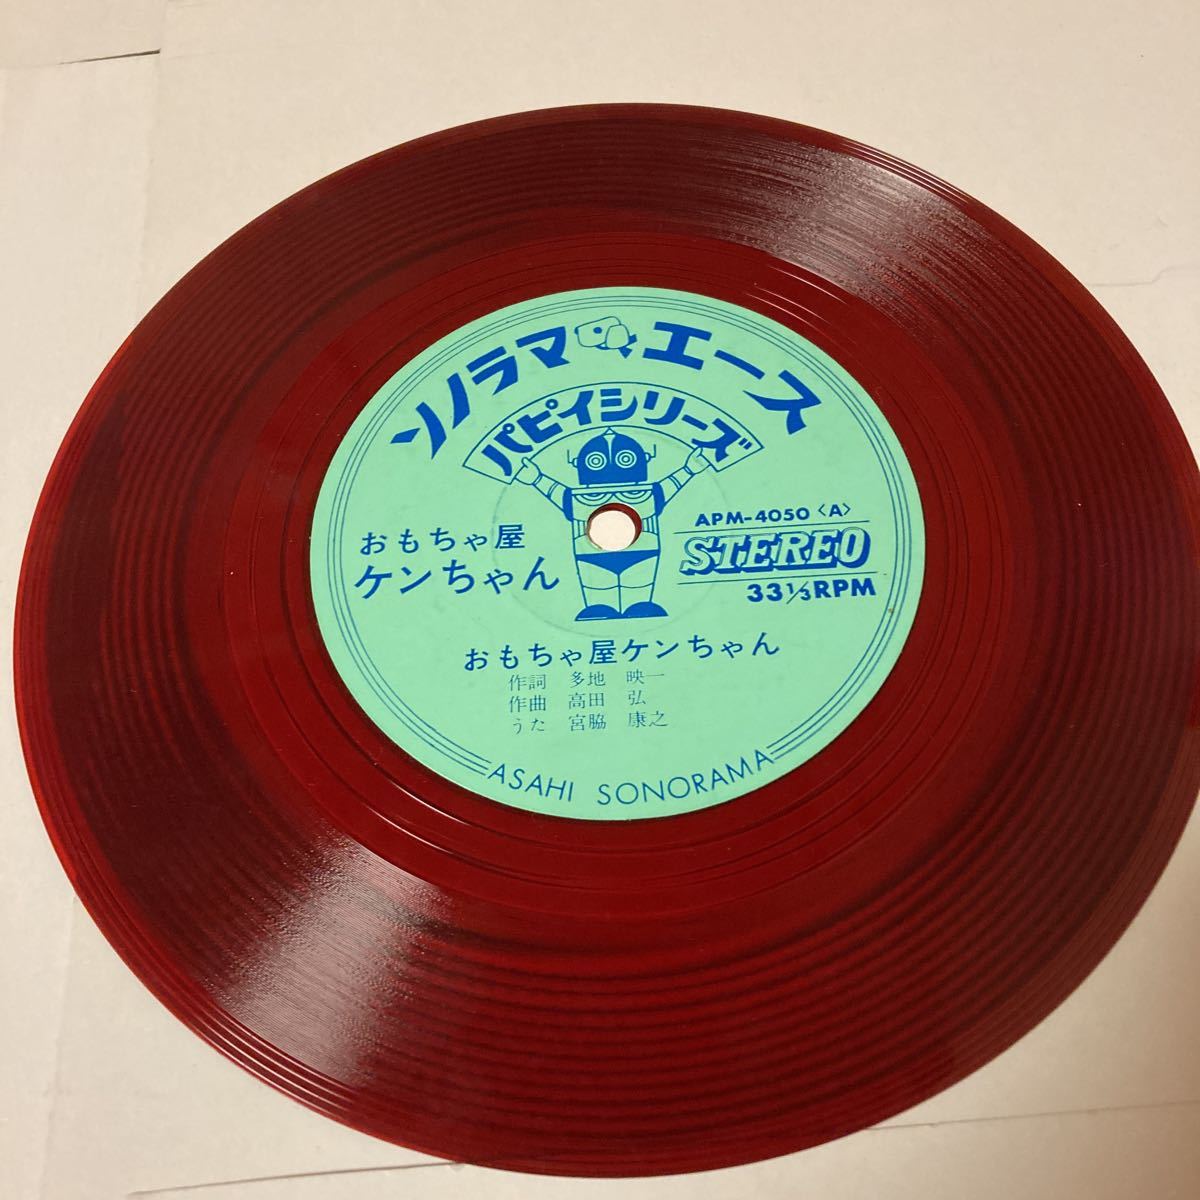 ソノラマエース
パピイシリーズ
APM-4050〈A〉
STEREO
33⅓RPM
おもちゃ屋
ケンちゃん
おもちゃ屋ケンちゃん
作詞 多地 映一
作曲 高田 弘
うた 宮脇 康之
ASAHI SONORAMA